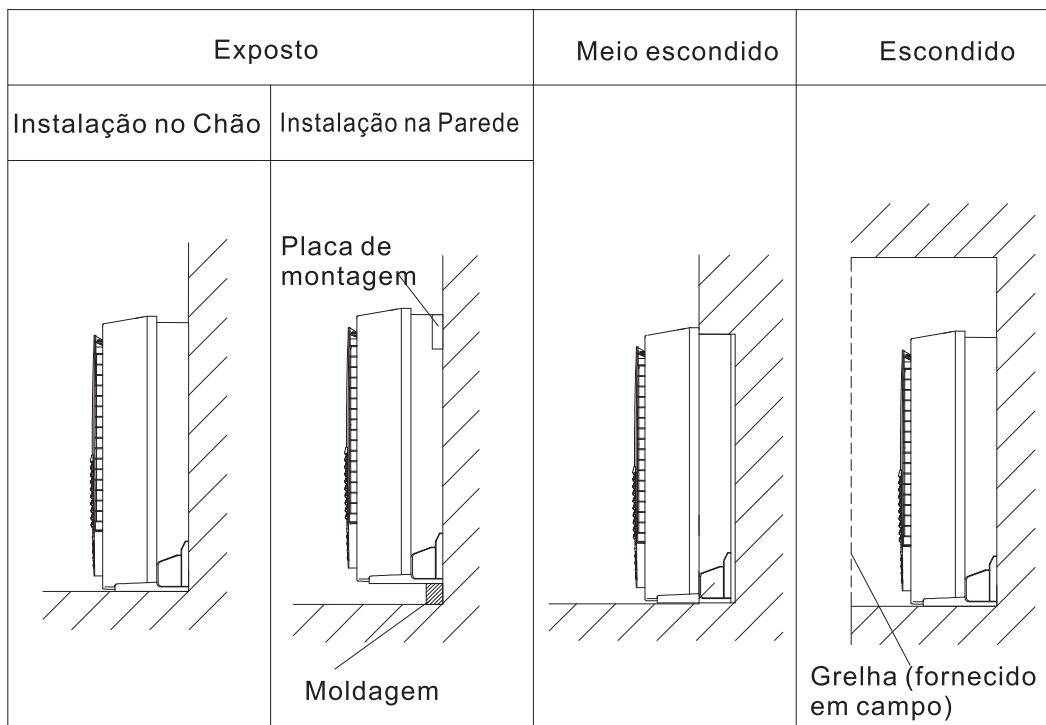 Exposto
Meio escondido
Escondido
Instalação no Chão
Instalação na Parede
Placa de
montagem
Moldagem
Grelha (fornecido
em campo)